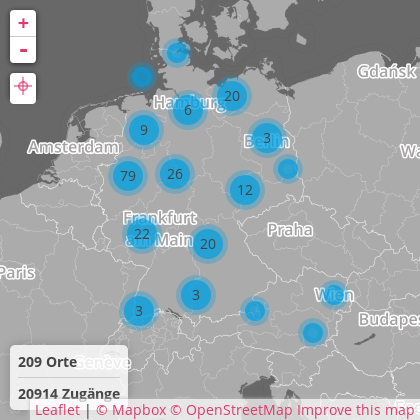 +
-
Gdańsk
Hamburg
20
6
9
3
Berlin
Amsterdam
79
26
12
Frankfurt
am Main
22
20
Praha
Paris
3
3
Wien
Budapes
209 Orte
Genève
20914 Zugänge
Leaflet | © Mapbox © OpenStreetMap Improve this map